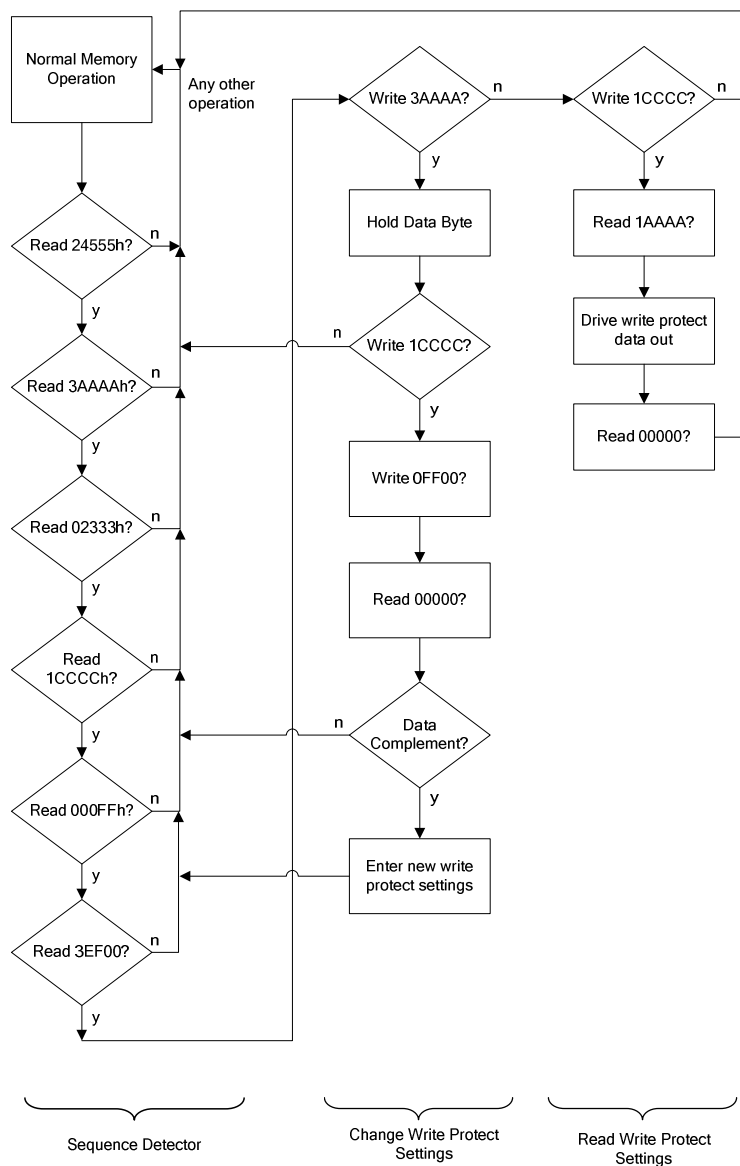 Normal Memory
Operation
Any other
operation
Read 24555h?
n
y
Read 3AAAAh?
n
y
Read 02333h?
n
y
Read
1CCCCh?
n
y
Read 000FFh?
n
y
Read 3EF00?
n
y
Sequence Detector
Write 3AAAA?
n
y
Hold Data Byte
Write 1CCCC?
n
y
Write 0FF00?
Read 00000?
Data
Complement?
n
y
Enter new write
protect settings
Change Write Protect
Settings
Write 1CCCC?
n
y
Read 1AAAA?
Drive write protect
data out
Read 00000?
Read Write Protect
Settings